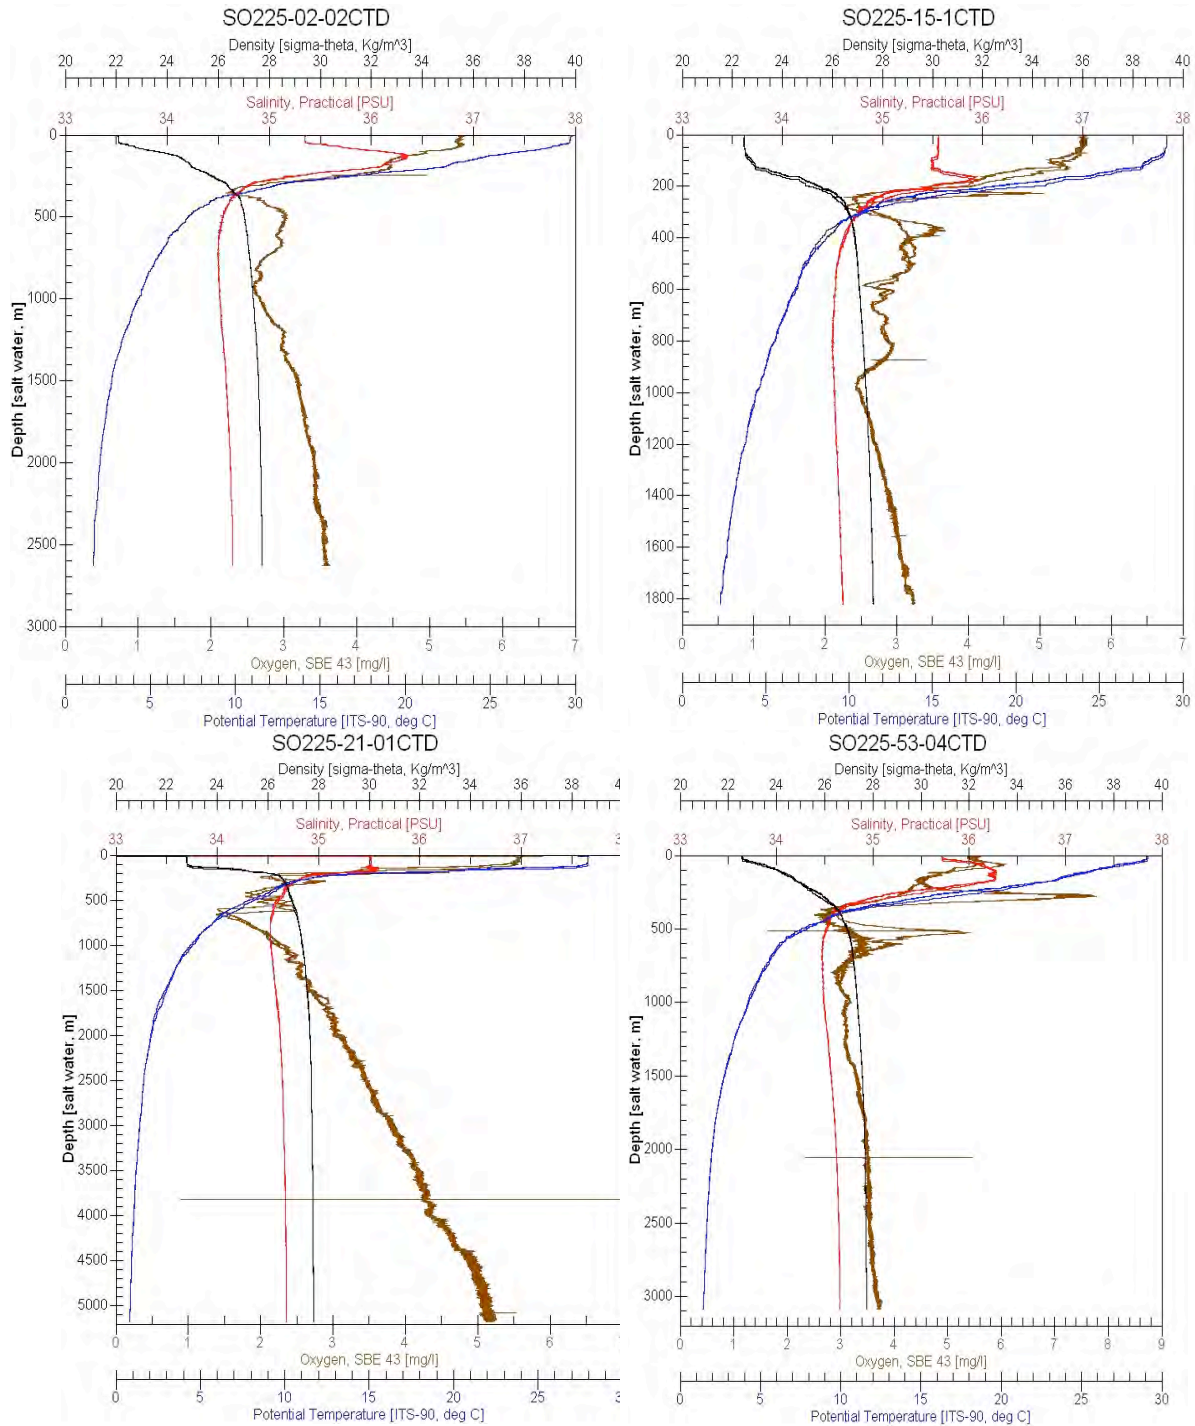 SO225-02-02CTD
Density [sigma-theta, Kg/m^3]
20 22 24 26 28 30 32 34 36 38 40
Salinity, Practical [PSU]
33 34 35 36 37 38
0
500
1000
1500
2000
2500
3000
Depth [salt water, m]
0 1 2 3 4 5 6 7
Oxygen, SBE 43 [mg/l]
0 5 10 15 20 25 30
Potential Temperature [ITS-90, deg C]
SO225-15-1CTD
Density [sigma-theta, Kg/m^3]
20 22 24 26 28 30 32 34 36 38 40
Salinity, Practical [PSU]
33 34 35 36 37 38
0
200
400
600
800
1000
1200
1400
1600
1800
Depth [salt water, m]
0 1 2 3 4 5 6 7
Oxygen, SBE 43 [mg/l]
0 5 10 15 20 25 30
Potential Temperature [ITS-90, deg C]
SO225-21-01CTD
Density [sigma-theta, Kg/m^3]
20 22 24 26 28 30 32 34 36 38
Salinity, Practical [PSU]
33 34 35 36 37
0
500
1000
1500
2000
2500
3000
3500
4000
4500
5000
Depth [salt water, m]
0 1 2 3 4 5 6
Oxygen, SBE 43 [mg/l]
0 5 10 15 20 25
Potential Temperature [ITS-90, deg C]
SO225-53-04CTD
Density [sigma-theta, Kg/m^3]
20 22 24 26 28 30 32 34 36 38 40
Salinity, Practical [PSU]
33 34 35 36 37 38
0
500
1000
1500
2000
2500
3000
Depth [salt water, m]
0 1 2 3 4 5 6 7 8 9
Oxygen, SBE 43 [mg/l]
0 5 10 15 20 25 30
Potential Temperature [ITS-90, deg C]